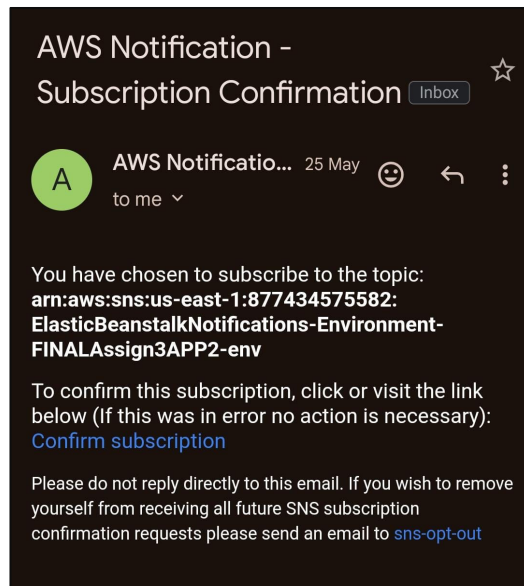 AWS Notification -
Subscription Confirmation Inbox
A
AWS Notificatio... 25 May
to me
You have chosen to subscribe to the topic:
arn:aws:sns:us-east-1:877434575582:
ElasticBeanstalkNotifications-Environment-
FINALAssign3APP2-env
To confirm this subscription, click or visit the link
below (If this was in error no action is necessary):
Confirm subscription
Please do not reply directly to this email. If you wish to remove
yourself from receiving all future SNS subscription
confirmation requests please send an email to sns-opt-out